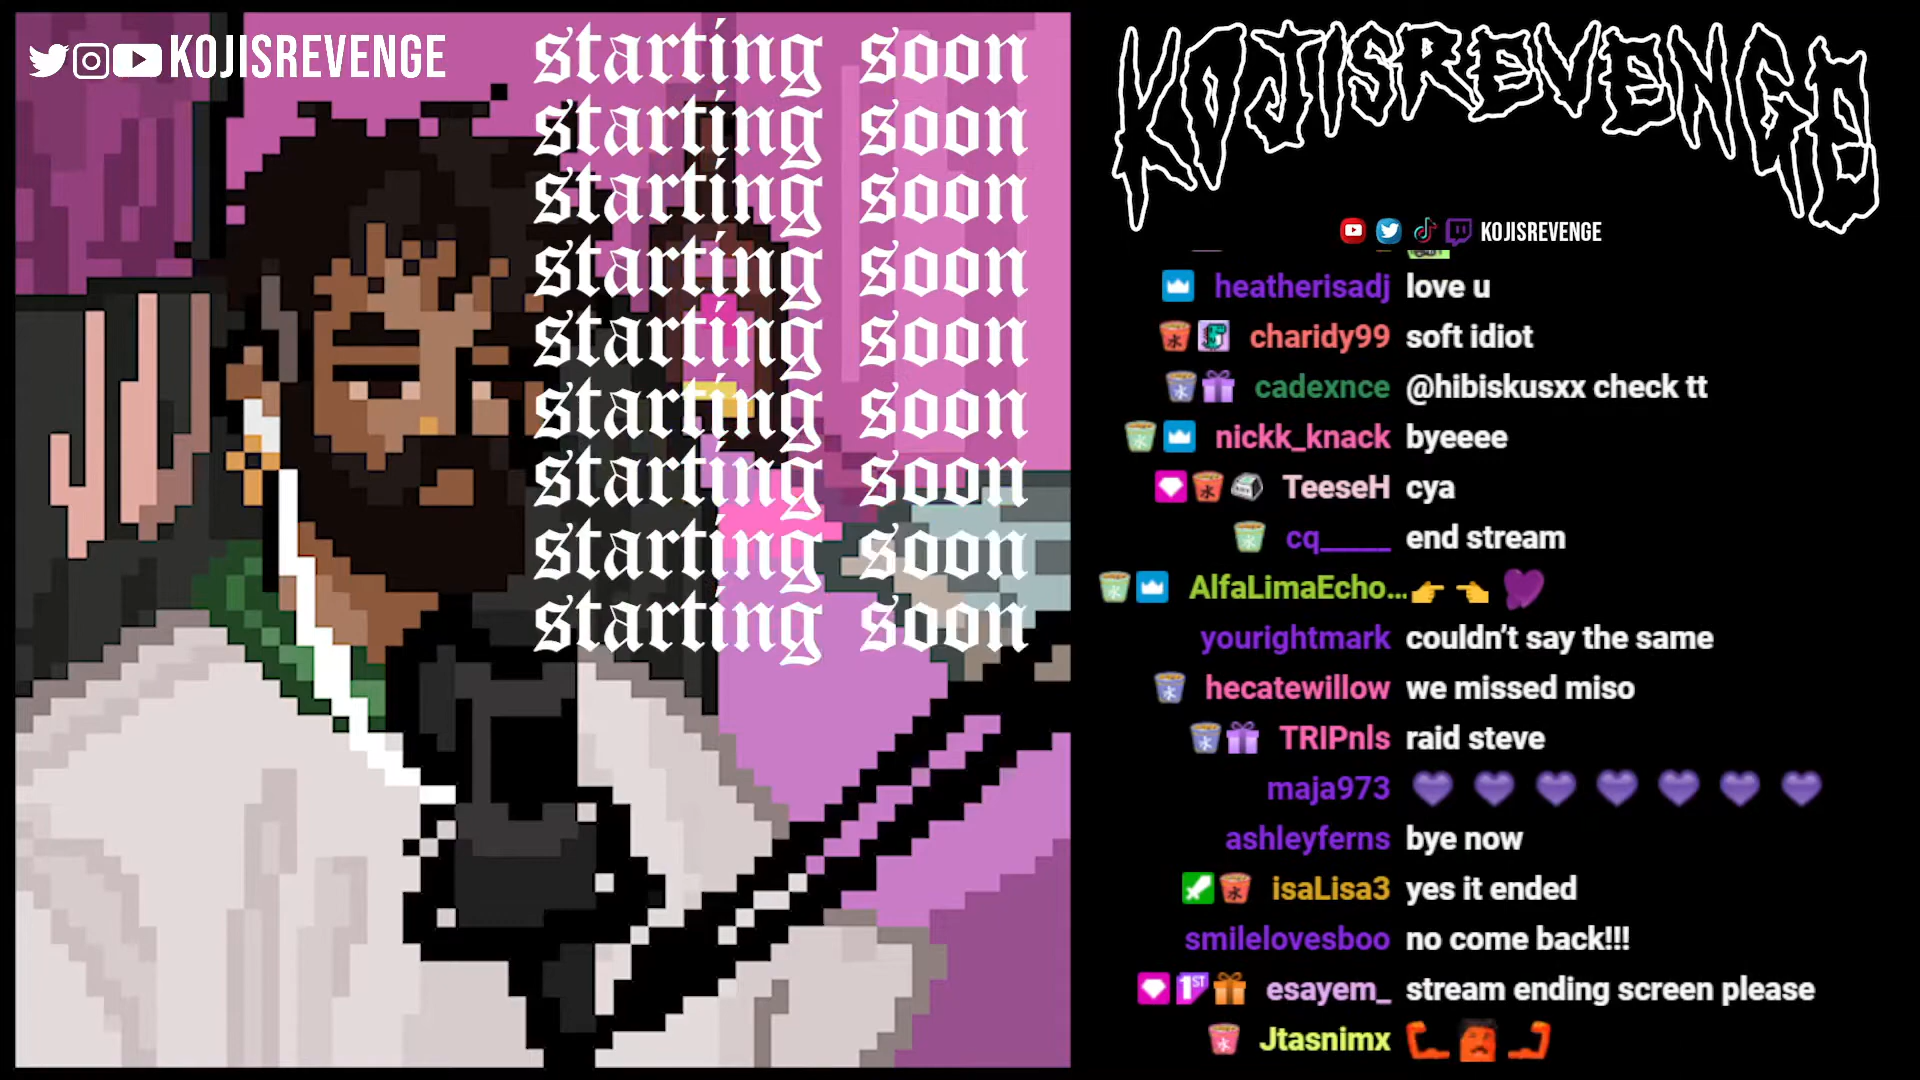 KOJISREVENGE
starting soon
starting soon
starting soon
starting soon
starting soon
starting soon
starting soon
starting soon
starting soon
KOJISREVENGE
KOJISREVENGE
heatherisadj love u
charidy99 soft idiot
cadexnce @hibiskusxx check tt
nickk_knack byeeee
TeeseH cya
cq_____ end stream
AlfaLimaEcho...
yourightmark couldn't say the same
hecatewillow we missed miso
TRIPnls raid steve
maja973
ashleyferns bye now
isaLisa3 yes it ended
smilelovesboo no come back!!!
1ST esayem_ stream ending screen please
Jtasnimx